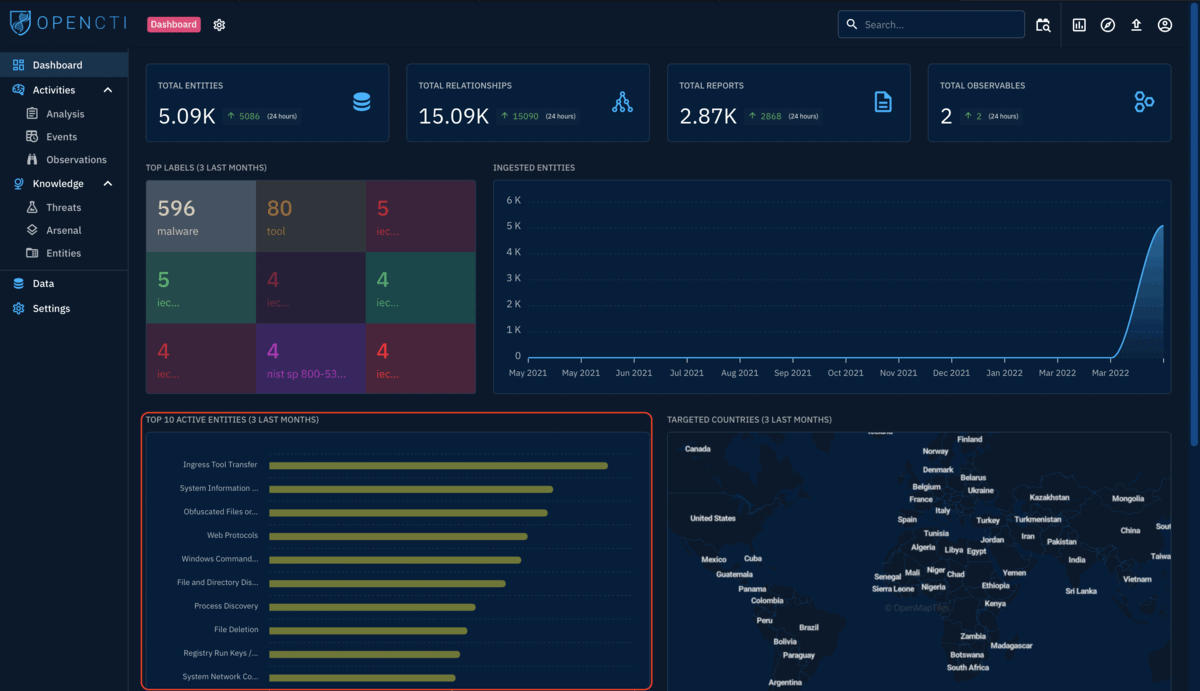 OPENCTI
Dashboard
Search...
Dashboard
Activities
Analysis
Events
Observations
Knowledge
Threats
Arsenal
Entities
Data
Settings
TOTAL ENTITIES
5.09K 5086 (24 hours)
TOTAL RELATIONSHIPS
15.09K 15090 (24 hours)
TOTAL REPORTS
2.87K 2868 (24 hours)
TOTAL OBSERVABLES
2 2 (24 hours)
TOP LABELS (3 LAST MONTHS)
596
malware
80
tool
5
iec...
5
iec...
4
iec...
4
iec...
4
iec...
4
nist sp 800-53...
4
iec...
INGESTED ENTITIES
6 K
5 K
4 K
3 K
2 K
1 K
0
May 2021 May 2021 Jun 2021 Jul 2021 Aug 2021 Sep 2021 Oct 2021 Nov 2021 Dec 2021 Jan 2022 Mar 2022 Mar 2022
TOP 10 ACTIVE ENTITIES (3 LAST MONTHS)
Ingress Tool Transfer
System Information ...
Obfuscated Files or...
Web Protocols
Windows Command...
File and Directory Dis...
Process Discovery
File Deletion
Registry Run Keys /...
System Network Co...
TARGETED COUNTRIES (3 LAST MONTHS)
Finland
Canada
Norway
Denmark
Belarus
Belgium
Ukraine
France
Kazakhstan
Mongolia
Italy
United States
Spain
Turkey
Turkmenistan
China
Sout
Tunisia
Jordan
Iran
Pakistan
Algeria
Libya
Egypt
Mexico
Cuba
India
Taiwa
Guatemala
Senegal
Mali
Niger
Chad
Yemen
Vietnam
Panama
Sierra Leone
Nigeria
Ethiopia
Sri Lanka
Colombia
Kenya
© OpenMapTiles
Peru
Brazil
Bolivia
Zambia
Madagascar
Paraguay
Botswana
South Africa
Argentina